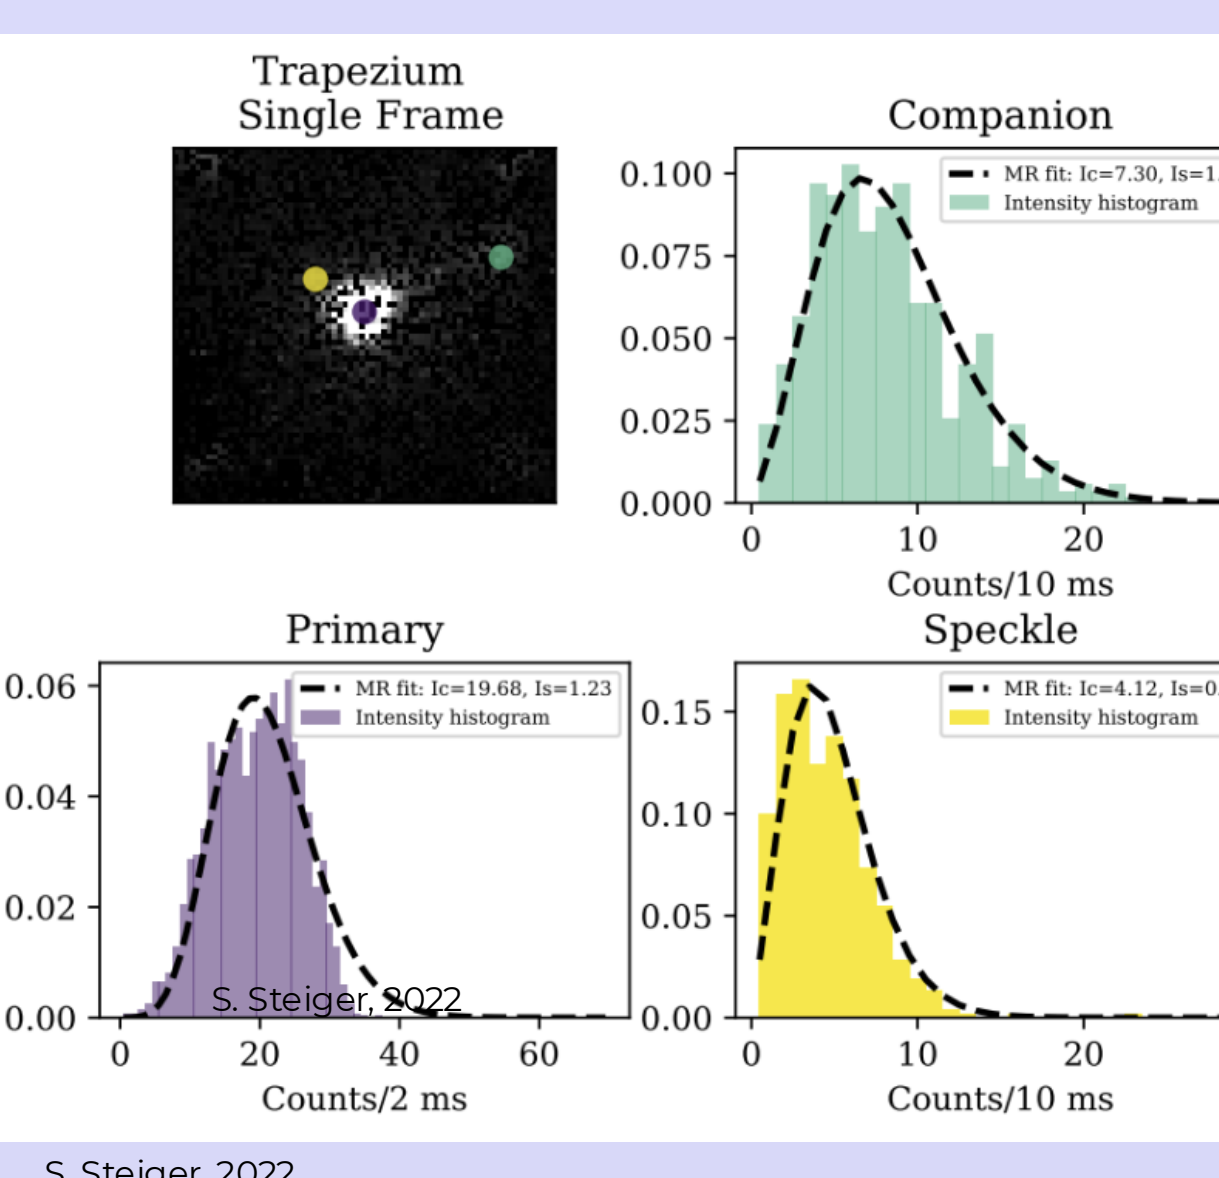 Trapezium
Single Frame
Companion
0.100
0.075
0.050
0.025
0.000
MR fit: Ic=7.30, Is=1.
Intensity histogram
0 10 20
Counts/10 ms
Primary
0.06
0.04
0.02
0.00
MR fit: Ic=19.68, Is=1.23
Intensity histogram
S. Steiger, 2022
0 20 40 60
Counts/2 ms
Speckle
0.15
0.10
0.05
0.00
MR fit: Ic=4.12, Is=0.
Intensity histogram
0 10 20
Counts/10 ms
S. Steiger, 2022